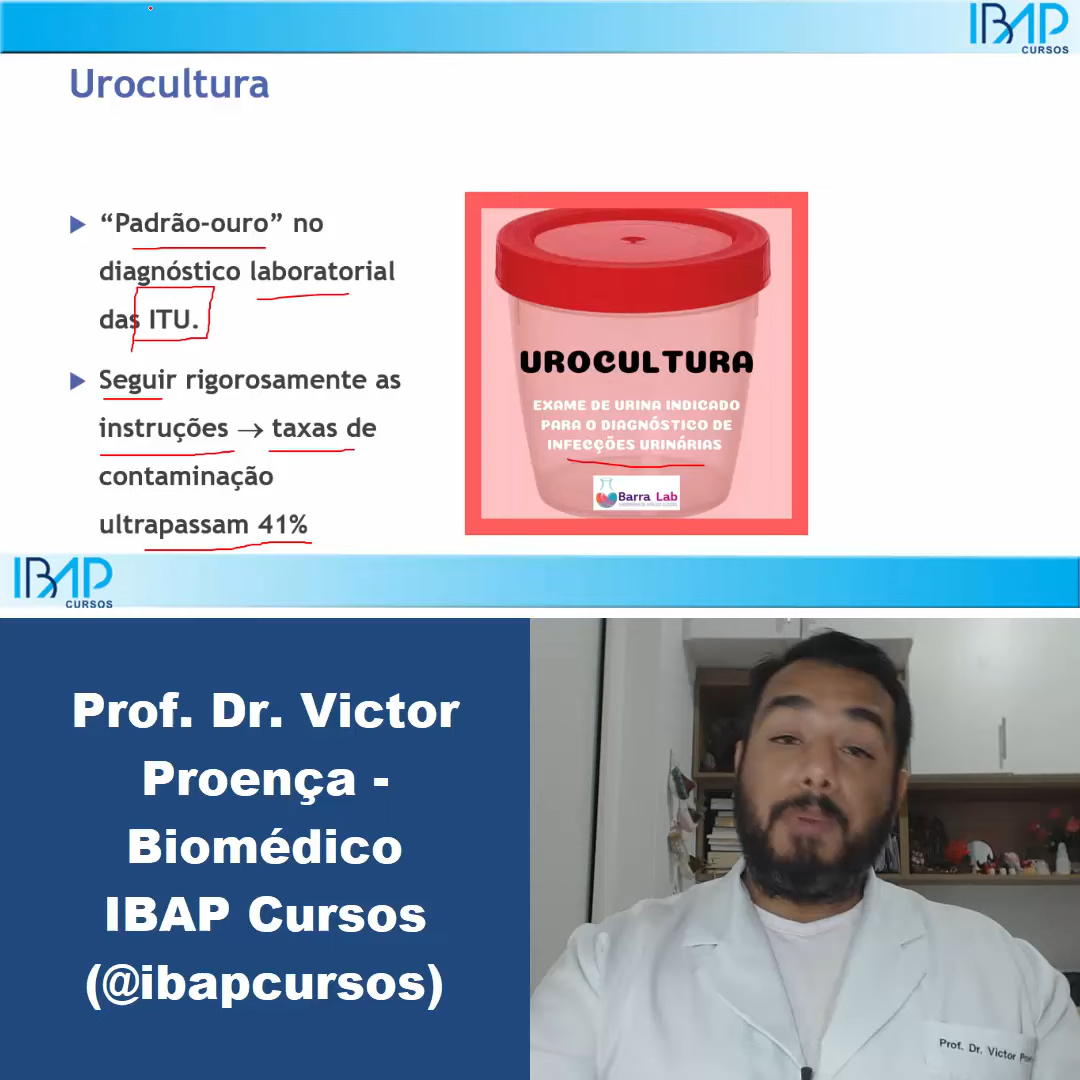 IBAP
CURSOS
Urocultura
“Padrão-ouro” no
diagnóstico laboratorial
das ITU.
Seguir rigorosamente as
instruções → taxas de
contaminação
ultrapassam 41%
UROCULTURA
EXAME DE URINA INDICADO
PARA O DIAGNÓSTICO DE
INFECÇÕES URINÁRIAS
Barra Lab
IBAP
CURSOS
Prof. Dr. Victor
Proença -
Biomédico
IBAP Cursos
(@ibapcursos)
Prof. Dr. Victor